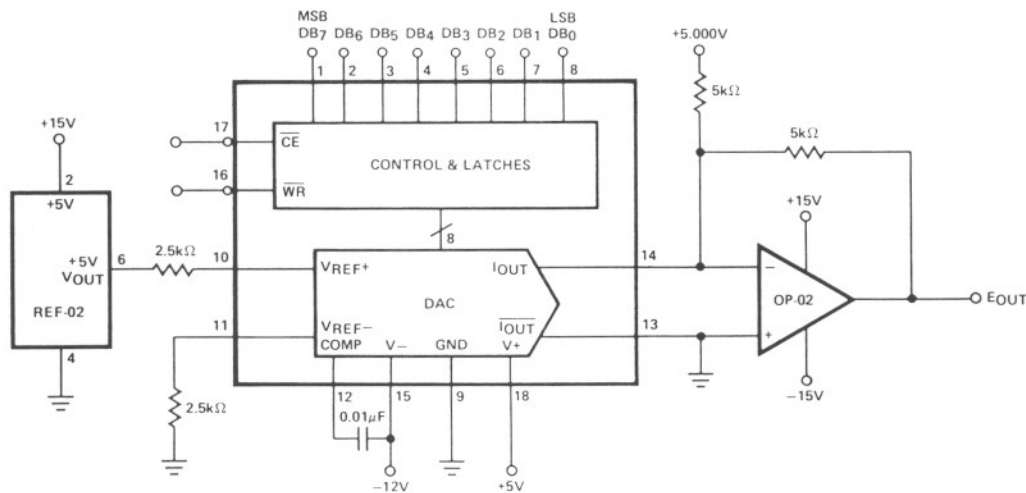 MSB
DB7 DB6 DB5 DB4 DB3 DB2 DB1
LSB
DB0
1 2 3 4 5 6 7 8
+5.000V
5kΩ
5kΩ
+15V
2
+5V
+5V
VOUT
6
REF-02
4
2.5kΩ
10
11
2.5kΩ
17
CE
16
WR
CONTROL & LATCHES
8
VREF+
IOUT
DAC
VREF−
IOUT
COMP V− GND V+
12 15 9 18
0.01µF
−12V
+5V
14
13
+15V
−
OP-02
+
−15V
EOUT